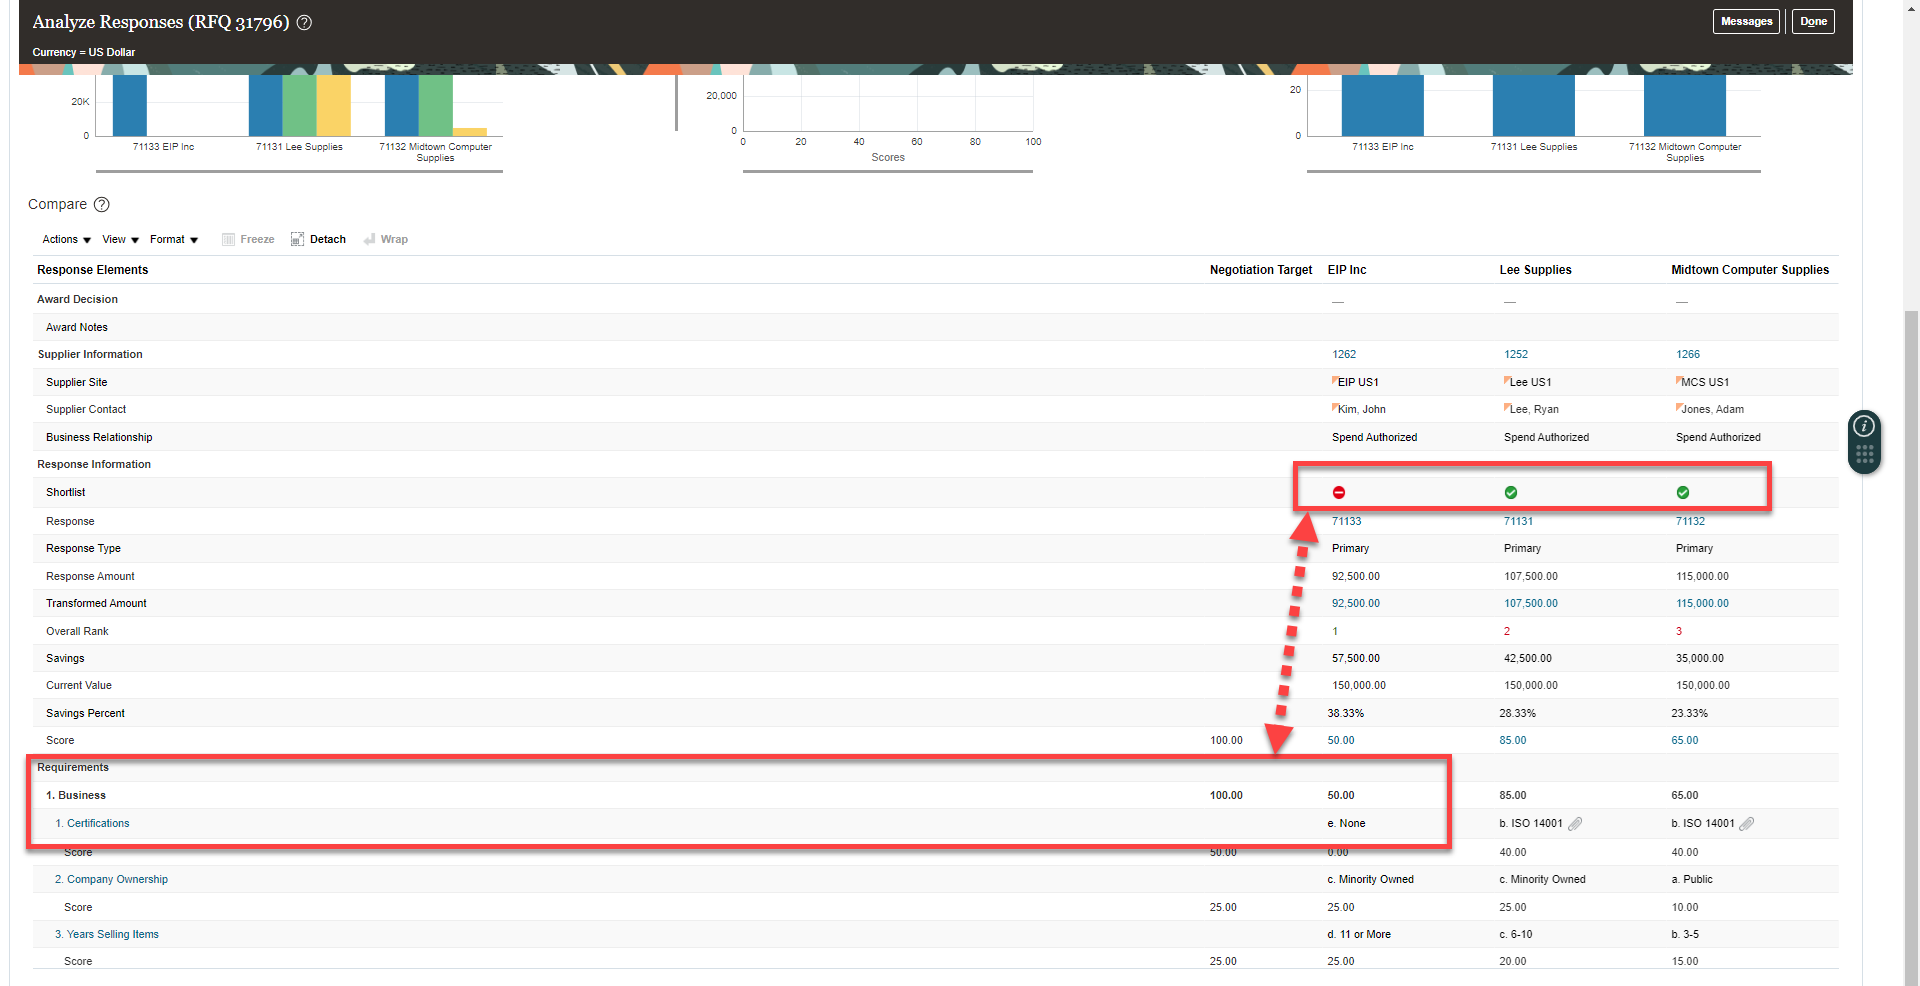 Analyze Responses (RFQ 31796)
Messages Done
Currency = US Dollar
20K
0
71133 EIP Inc 71131 Lee Supplies 71132 Midtown Computer
Supplies
20,000
0
0 20 40 60 80 100
Scores
20
0
71133 EIP Inc 71131 Lee Supplies 71132 Midtown Computer
Supplies
Compare
Actions View Format Freeze Detach Wrap
Response Elements Negotiation Target EIP Inc Lee Supplies Midtown Computer Supplies
Award Decision — — —
Award Notes
Supplier Information 1262 1252 1266
Supplier Site EIP US1 Lee US1 MCS US1
Supplier Contact Kim, John Lee, Ryan Jones, Adam
Business Relationship Spend Authorized Spend Authorized Spend Authorized
Response Information
Shortlist
Response 71133 71131 71132
Response Type Primary Primary Primary
Response Amount 92,500.00 107,500.00 115,000.00
Transformed Amount 92,500.00 107,500.00 115,000.00
Overall Rank 1 2 3
Savings 57,500.00 42,500.00 35,000.00
Current Value 150,000.00 150,000.00 150,000.00
Savings Percent 38.33% 28.33% 23.33%
Score 100.00 50.00 85.00 65.00
Requirements
1. Business 100.00 50.00 85.00 65.00
1. Certifications e. None b. ISO 14001 b. ISO 14001
Score 50.00 0.00 40.00 40.00
2. Company Ownership c. Minority Owned c. Minority Owned a. Public
Score 25.00 25.00 25.00 10.00
3. Years Selling Items d. 11 or More c. 6-10 b. 3-5
Score 25.00 25.00 20.00 15.00